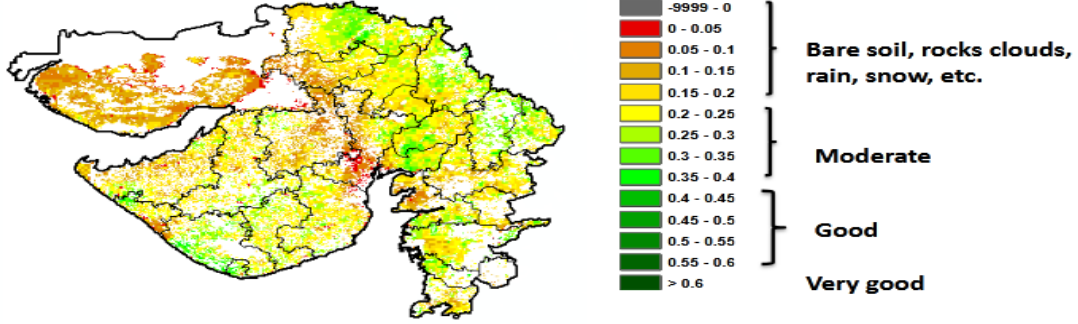 -9999 - 0
0 - 0.05
0.05 - 0.1
0.1 - 0.15
0.15 - 0.2
0.2 - 0.25
0.25 - 0.3
0.3 - 0.35
0.35 - 0.4
0.4 - 0.45
0.45 - 0.5
0.5 - 0.55
0.55 - 0.6
> 0.6
Bare soil, rocks clouds,
rain, snow, etc.
Moderate
Good
Very good